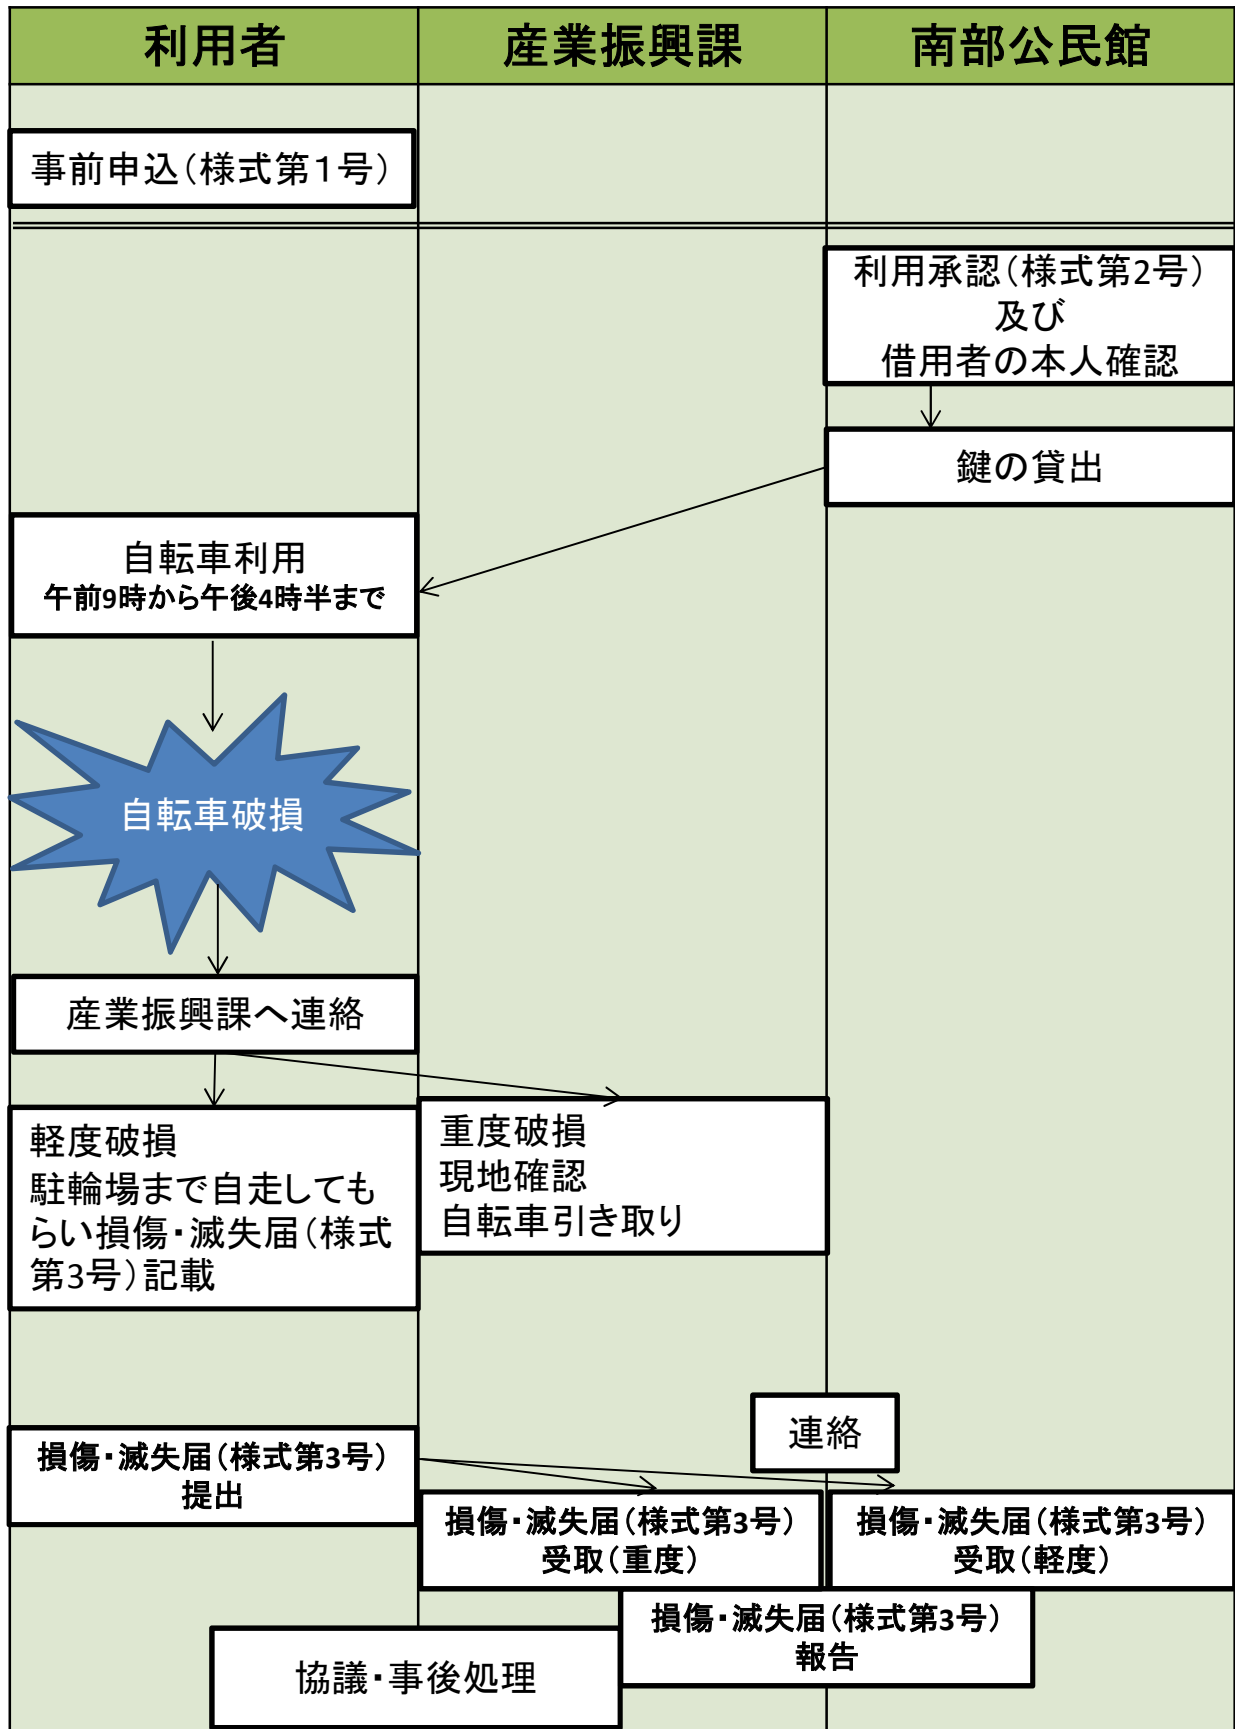 利用者
産業振興課
南部公民館
事前申込（様式第１号）
利用承認（様式第2号）
及び
借用者の本人確認
鍵の貸出
自転車利用
午前9時から午後4時半まで
自転車破損
産業振興課へ連絡
軽度破損
駐輪場まで自走しても
らい損傷・滅失届（様式
第3号）記載
重度破損
現地確認
自転車引き取り
連絡
損傷・滅失届（様式第3号）
提出
損傷・滅失届（様式第3号）
受取（重度）
損傷・滅失届（様式第3号）
受取（軽度）
損傷・滅失届（様式第3号）
報告
協議・事後処理